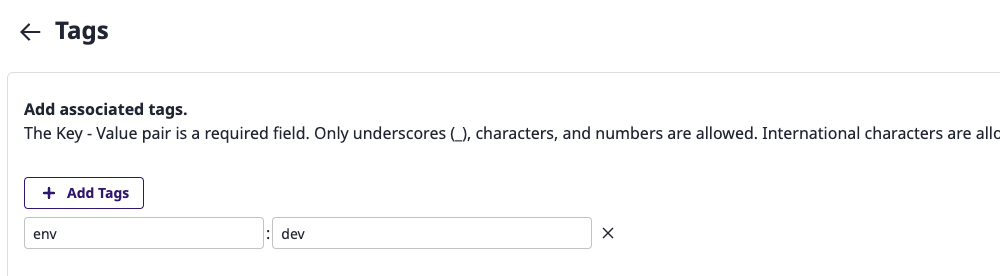 Tags
Add associated tags.
The Key - Value pair is a required field. Only underscores (_), characters, and numbers are allowed. International characters are allo
+ Add Tags
env : dev ×